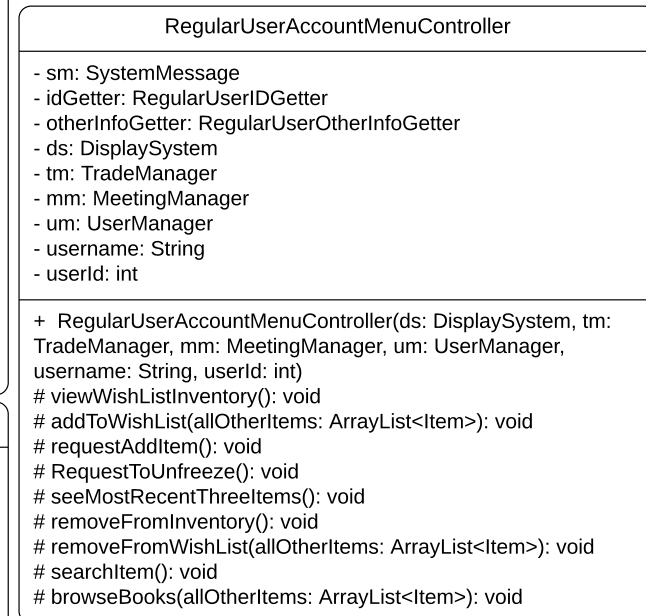 RegularUserAccountMenuController
- sm: SystemMessage
- idGetter: RegularUserIDGetter
- otherInfoGetter: RegularUserOtherInfoGetter
- ds: DisplaySystem
- tm: TradeManager
- mm: MeetingManager
- um: UserManager
- username: String
- userId: int
+  RegularUserAccountMenuController(ds: DisplaySystem, tm:
TradeManager, mm: MeetingManager, um: UserManager,
username: String, userId: int)
# viewWishListInventory(): void
# addToWishList(allOtherItems: ArrayList<Item>): void
# requestAddItem(): void
# RequestToUnfreeze(): void
# seeMostRecentThreeItems(): void
# removeFromInventory(): void
# removeFromWishList(allOtherItems: ArrayList<Item>): void
# searchItem(): void
# browseBooks(allOtherItems: ArrayList<Item>): void